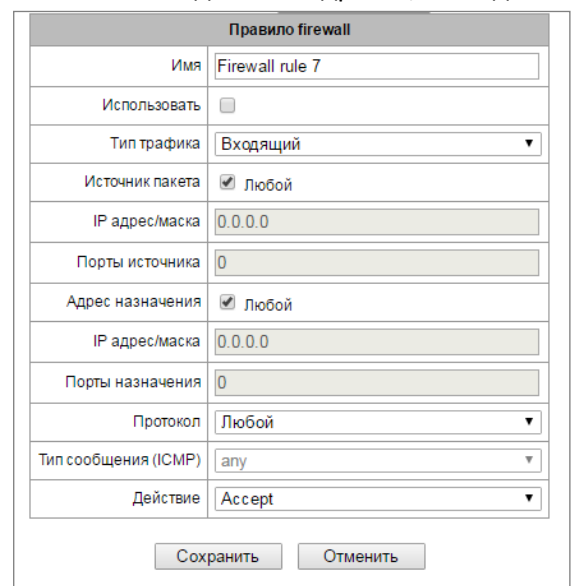 Правило firewall
Имя Firewall rule 7
Использовать
Тип трафика Входящий
Источник пакета Любой
IP адрес/маска 0.0.0.0
Порты источника 0
Адрес назначения Любой
IP адрес/маска 0.0.0.0
Порты назначения 0
Протокол Любой
Тип сообщения (ICMP) any
Действие Accept
Сохранить Отменить